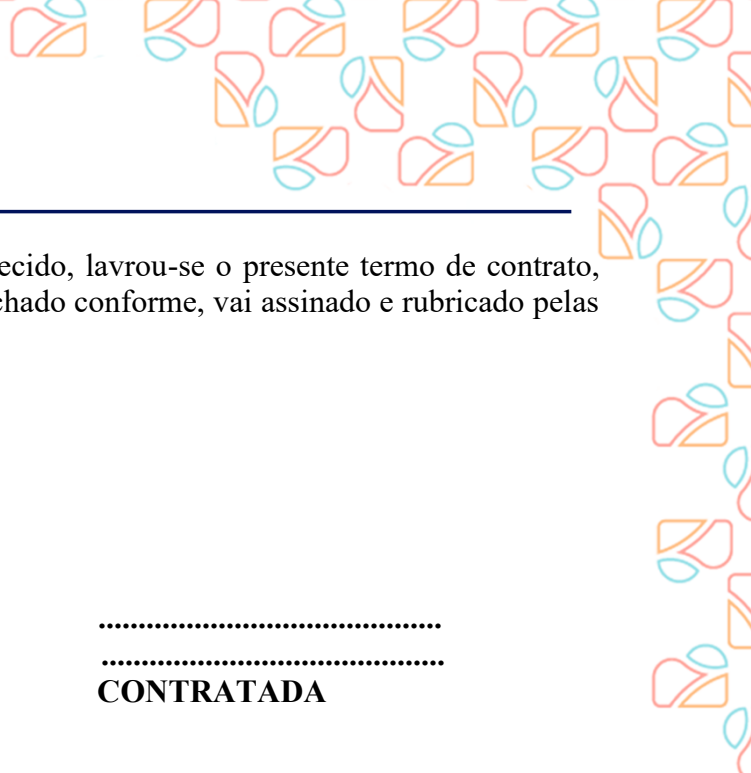 ecido, lavrou-se o presente termo de contrato,
chado conforme, vai assinado e rubricado pelas
...........................................
...........................................
CONTRATADA